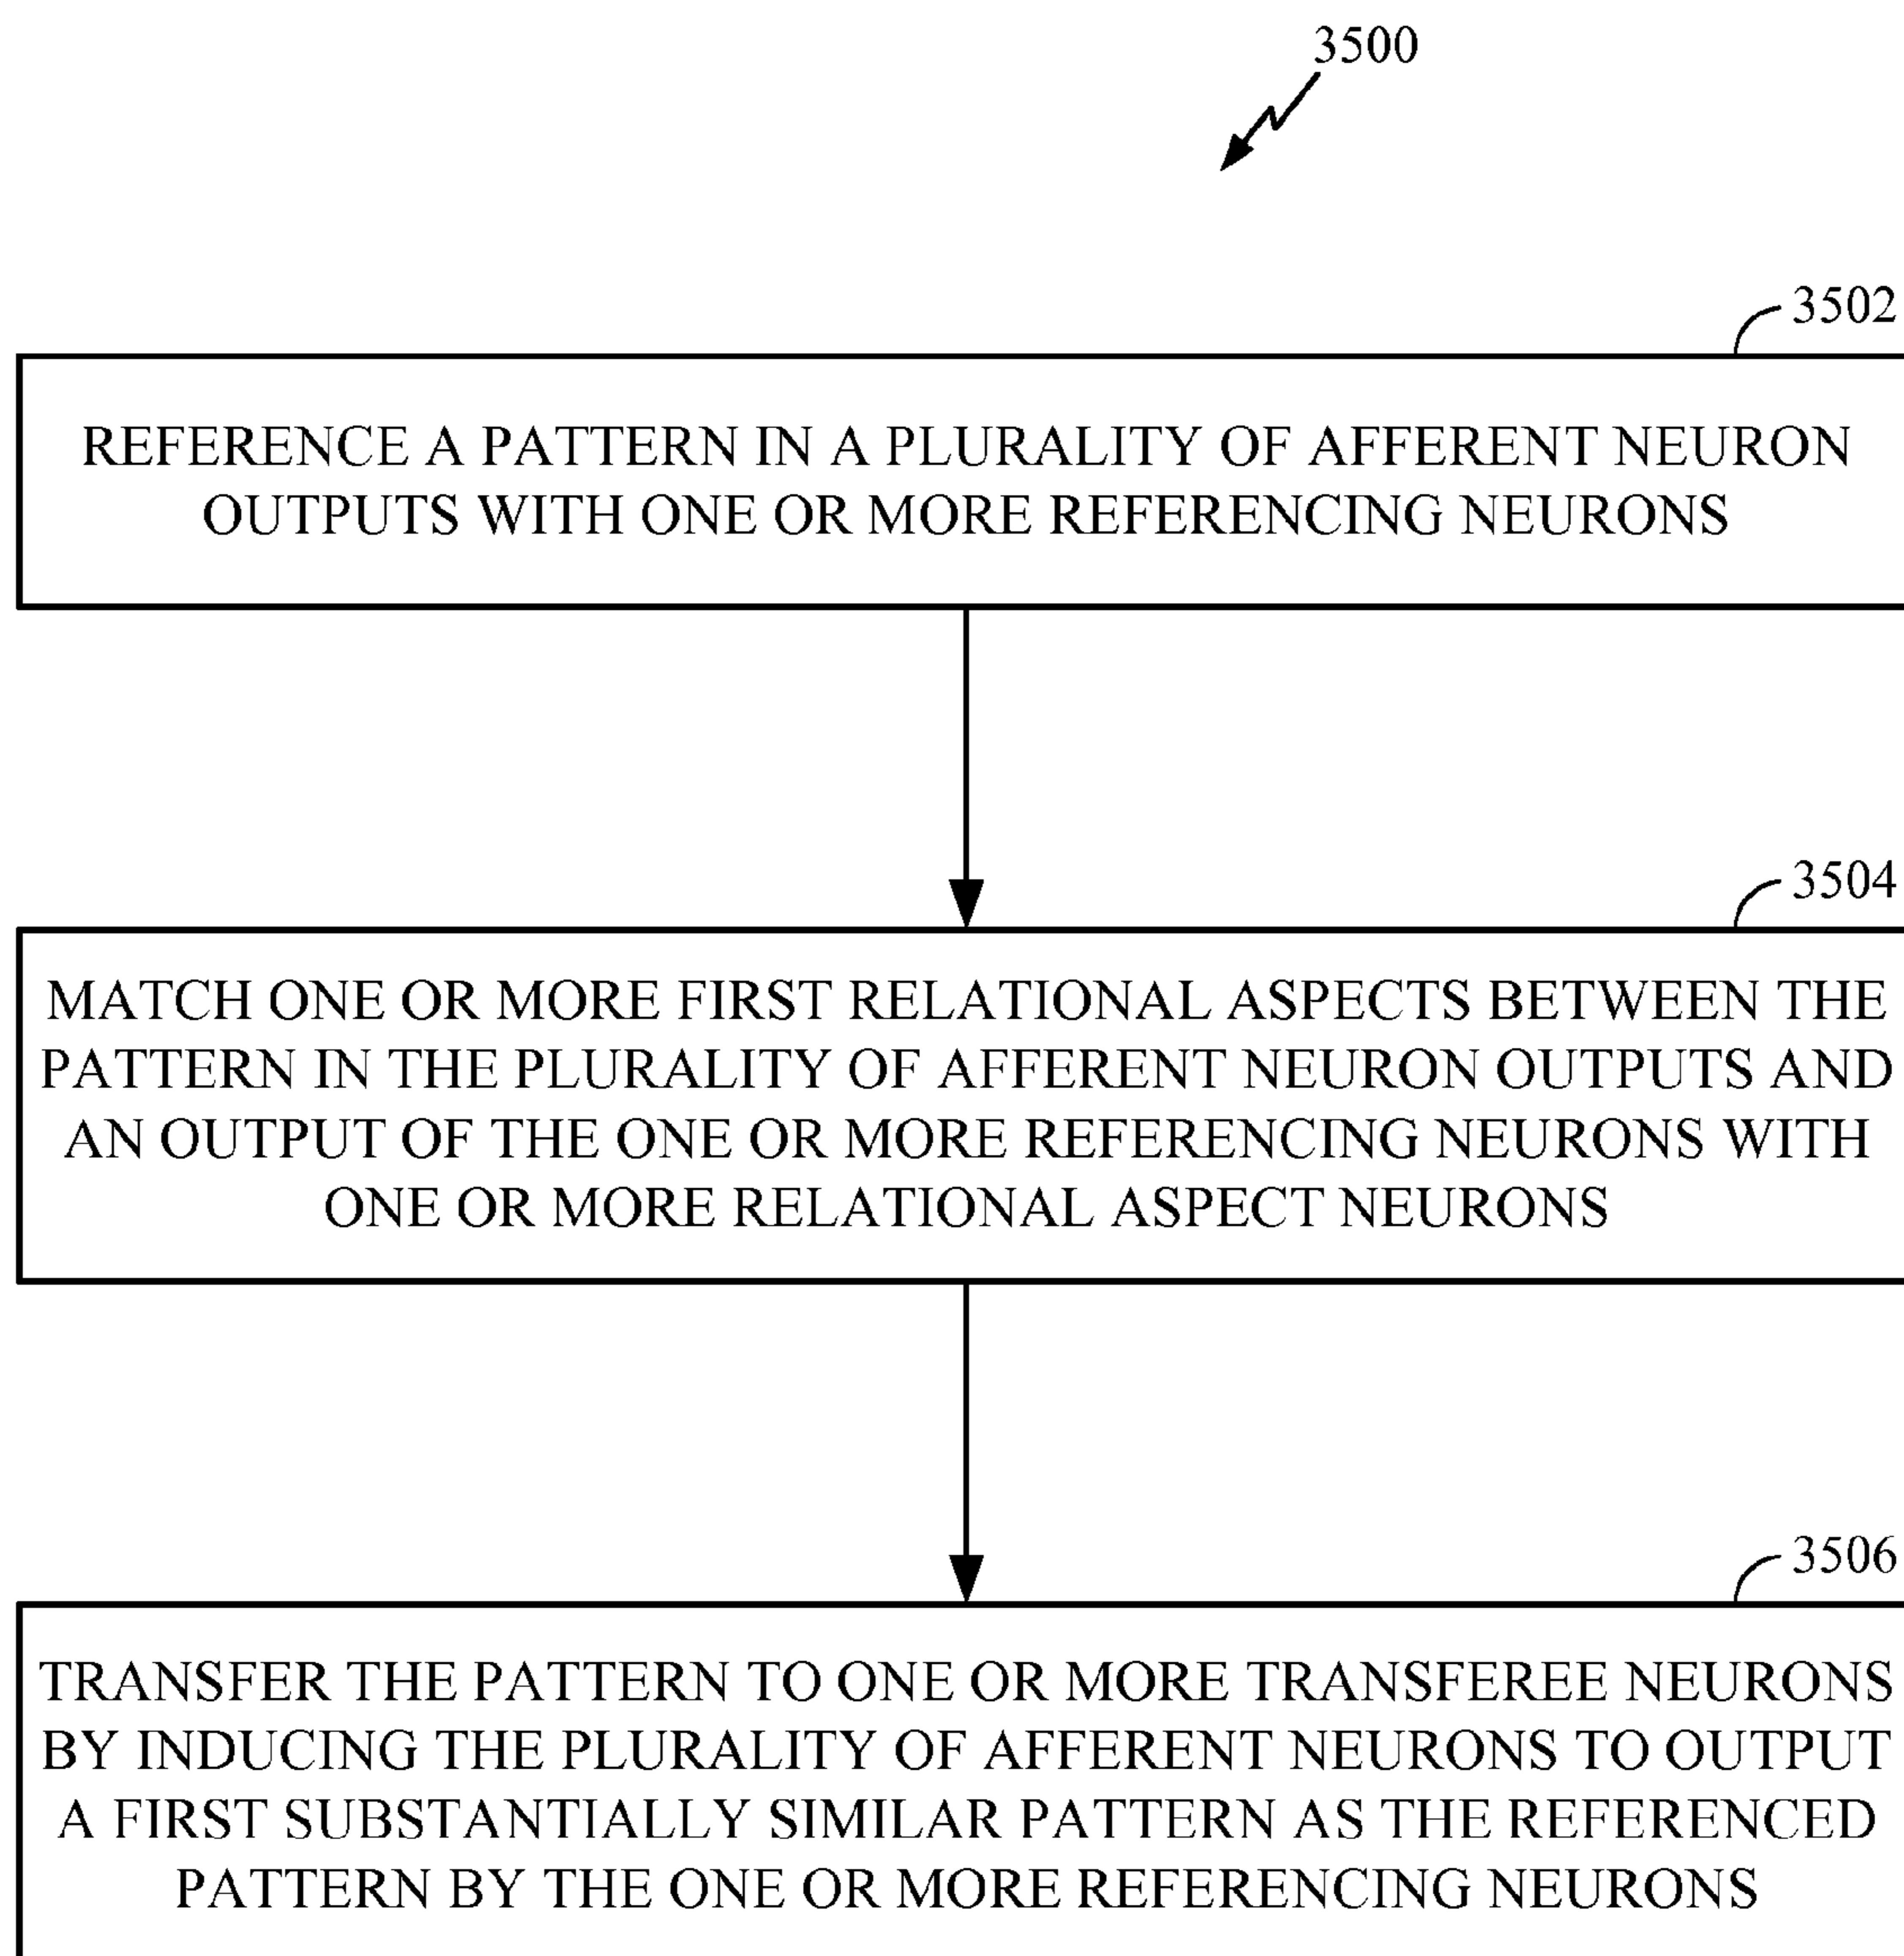 3500
3502
REFERENCE A PATTERN IN A PLURALITY OF AFFERENT NEURON
OUTPUTS WITH ONE OR MORE REFERENCING NEURONS
3504
MATCH ONE OR MORE FIRST RELATIONAL ASPECTS BETWEEN THE
PATTERN IN THE PLURALITY OF AFFERENT NEURON OUTPUTS AND
AN OUTPUT OF THE ONE OR MORE REFERENCING NEURONS WITH
ONE OR MORE RELATIONAL ASPECT NEURONS
3506
TRANSFER THE PATTERN TO ONE OR MORE TRANSFEREE NEURONS
BY INDUCING THE PLURALITY OF AFFERENT NEURONS TO OUTPUT
A FIRST SUBSTANTIALLY SIMILAR PATTERN AS THE REFERENCED
PATTERN BY THE ONE OR MORE REFERENCING NEURONS